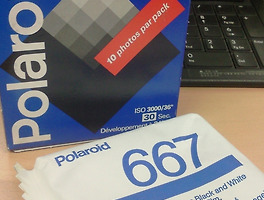 Polaro
10 photos par pack
ISO 3000/36°
30 Sec.
Développement
Polaroid
667
Black and White